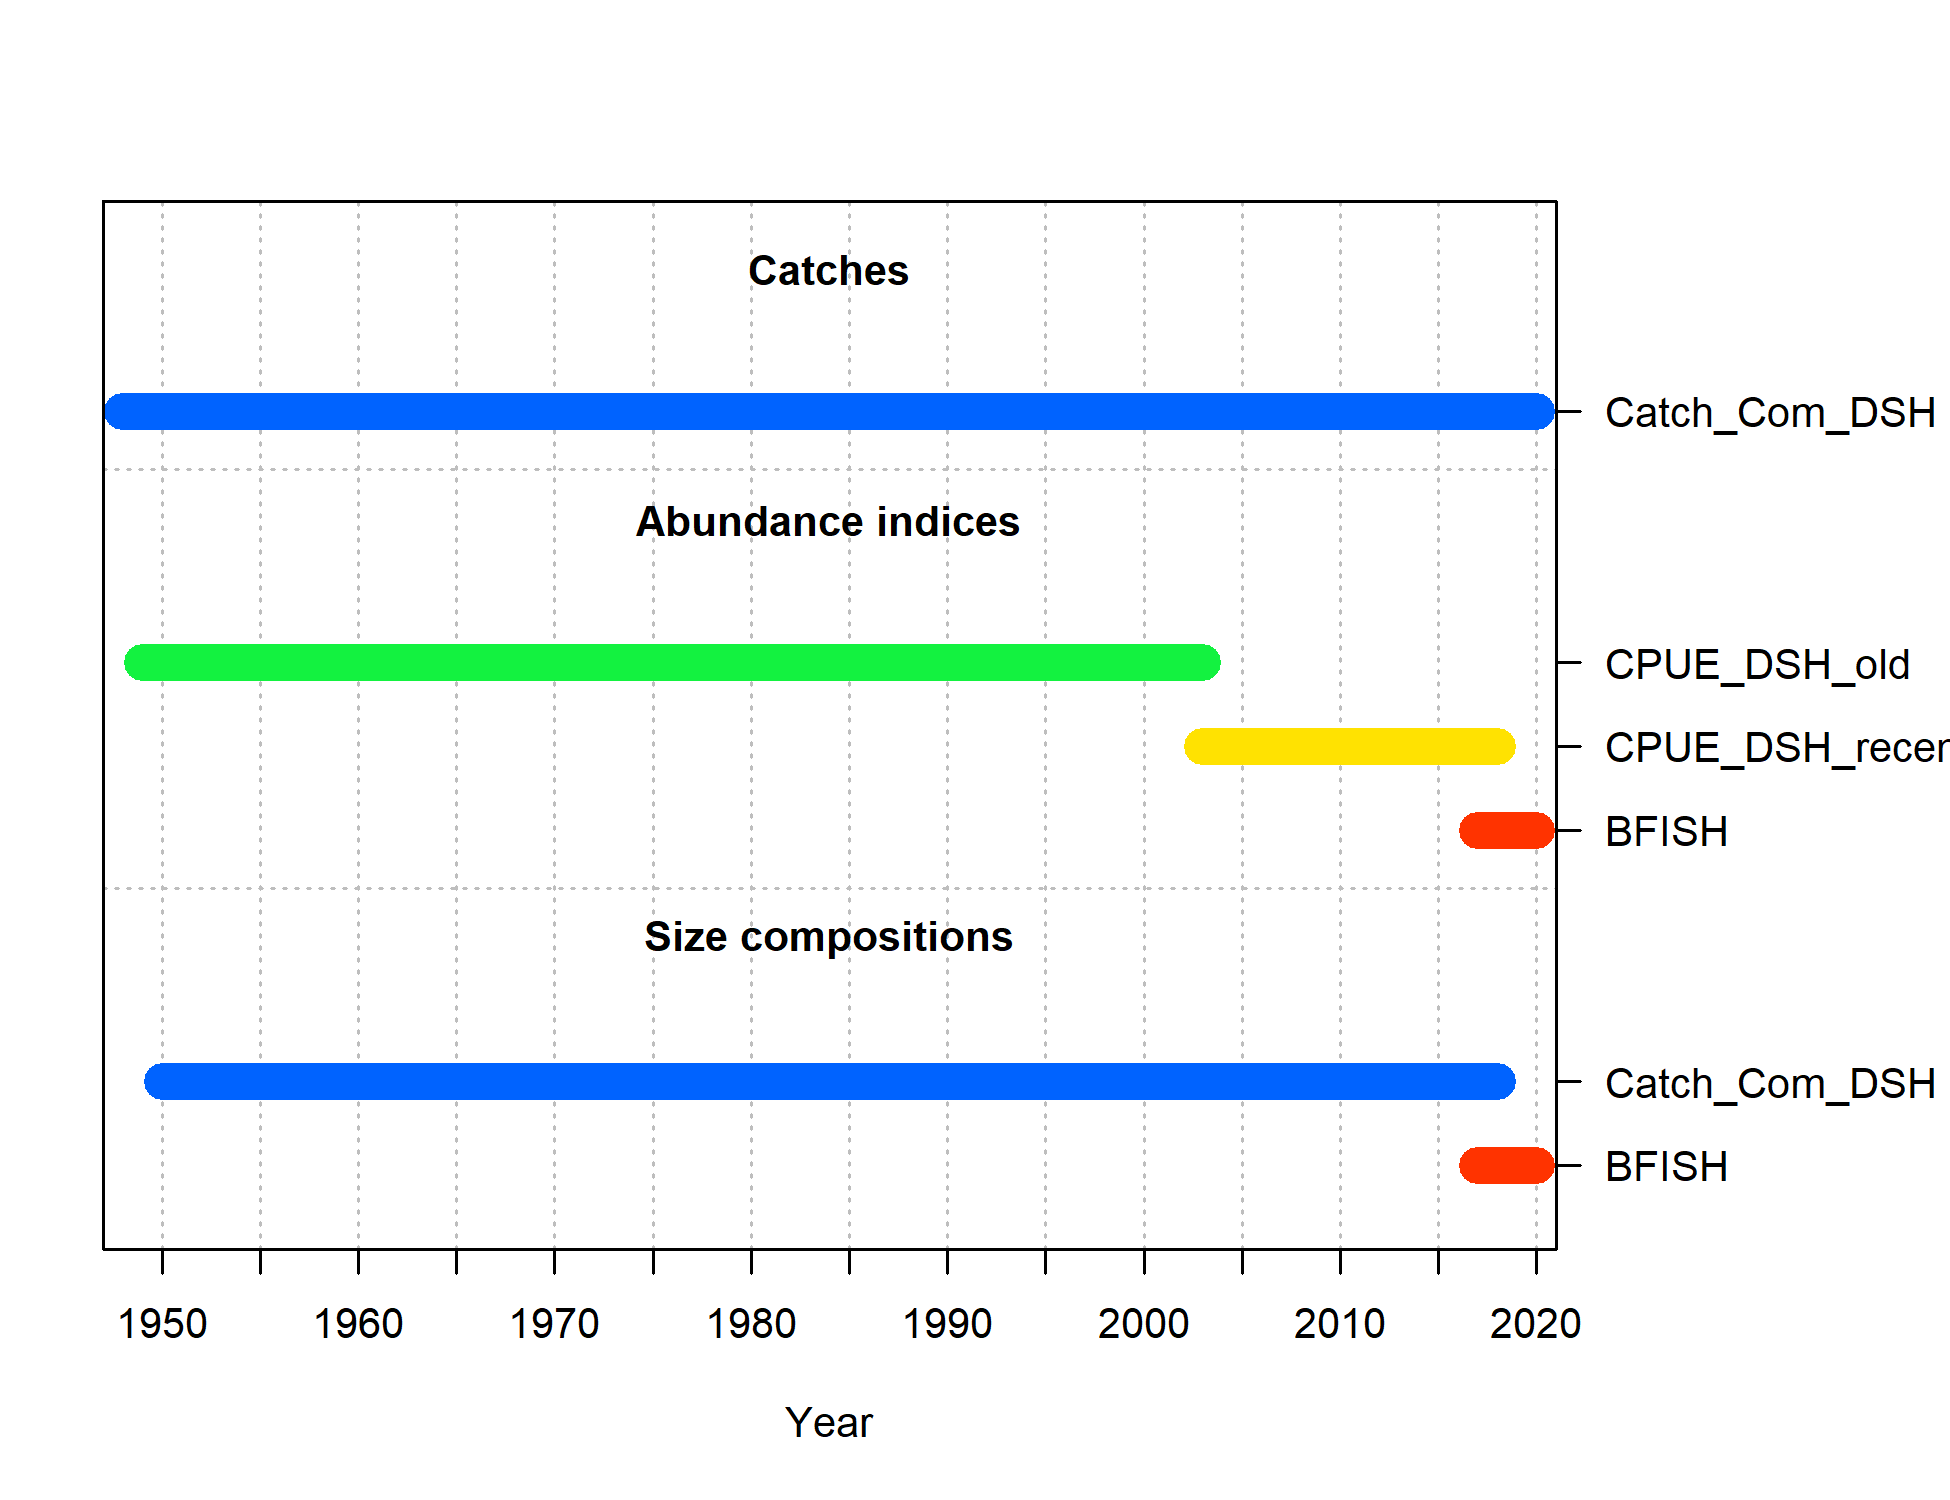 Catches
Catch_Com_DSH
Abundance indices
CPUE_DSH_old
CPUE_DSH_recen
BFISH
Size compositions
Catch_Com_DSH
BFISH
1950 1960 1970 1980 1990 2000 2010 2020
Year